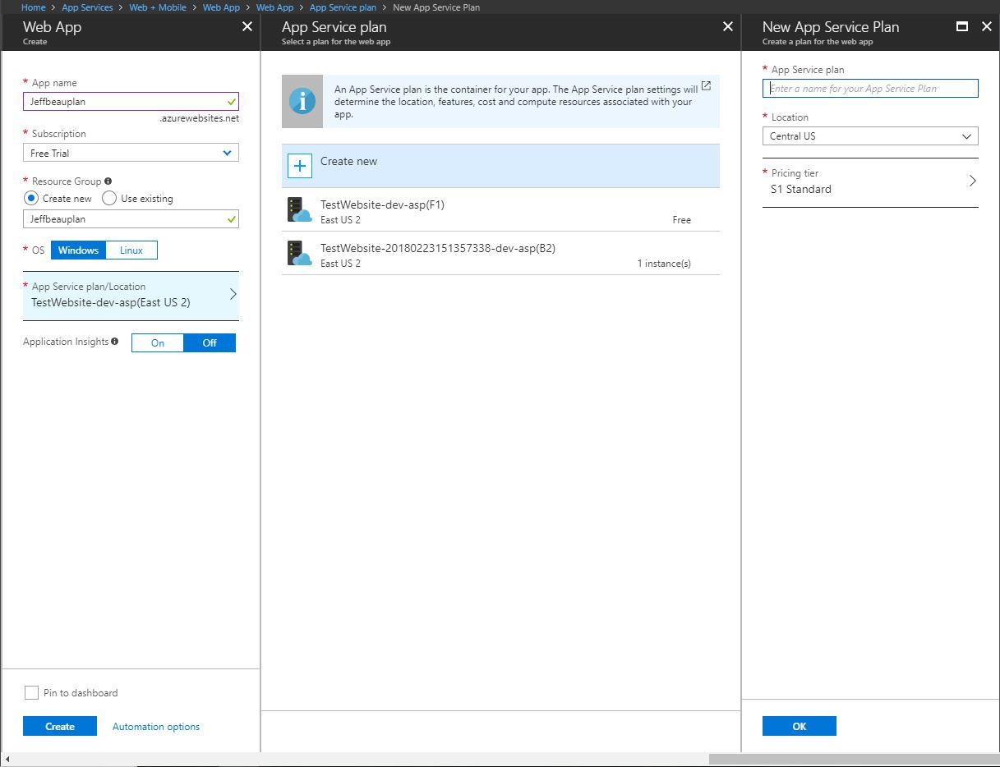 Home > App Services > Web + Mobile > Web App > Web App > App Service plan > New App Service Plan
Web App
Create
* App name
Jeffbeauplan
.azurewebsites.net
* Subscription
Free Trial
* Resource Group
Create new Use existing
Jeffbeauplan
* OS Windows Linux
* App Service plan/Location
TestWebsite-dev-asp(East US 2)
Application Insights On Off
Pin to dashboard
Create Automation options
App Service plan
Select a plan for the web app
An App Service plan is the container for your app. The App Service plan settings will
determine the location, features, cost and compute resources associated with your
app.
Create new
TestWebsite-dev-asp(F1)
East US 2 Free
TestWebsite-20180223151357338-dev-asp(B2)
East US 2 1 instance(s)
New App Service Plan
Create a plan for the web app
* App Service plan
Enter a name for your App Service Plan
* Location
Central US
* Pricing tier
S1 Standard
OK